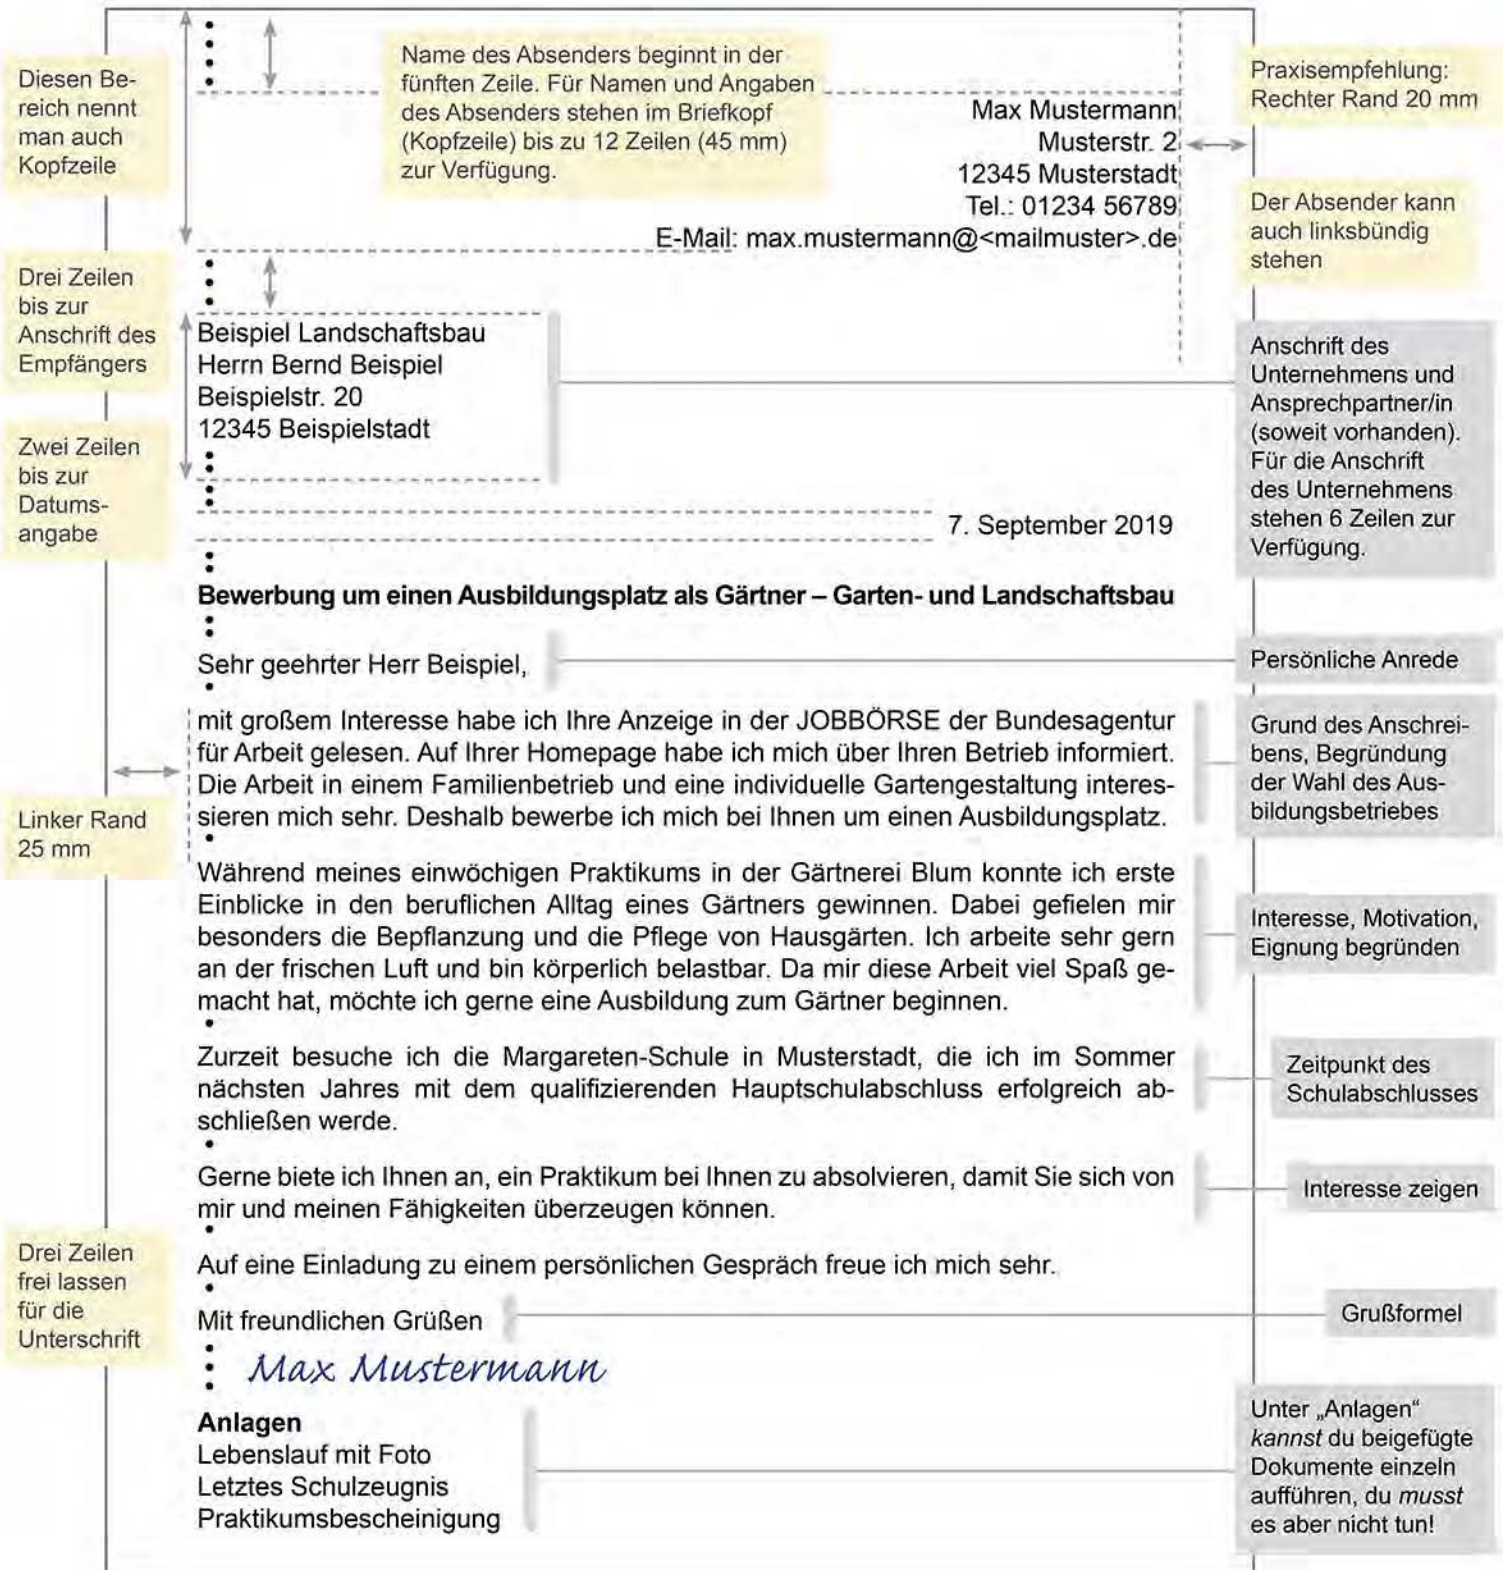 Diesen Be-
reich nennt
man auch
Kopfzeile
Name des Absenders beginnt in der
fünften Zeile. Für Namen und Angaben
des Absenders stehen im Briefkopf
(Kopfzeile) bis zu 12 Zeilen (45 mm)
zur Verfügung.
Praxisempfehlung:
Rechter Rand 20 mm
Max Mustermann
Musterstr. 2
12345 Musterstadt
Tel.: 01234 56789
E-Mail: max.mustermann@<mailmuster>.de
Der Absender kann
auch linksbündig
stehen
Drei Zeilen
bis zur
Anschrift des
Empfängers
Beispiel Landschaftsbau
Herrn Bernd Beispiel
Beispielstr. 20
12345 Beispielstadt
Anschrift des
Unternehmens und
Ansprechpartner/in
(soweit vorhanden).
Für die Anschrift
des Unternehmens
stehen 6 Zeilen zur
Verfügung.
Zwei Zeilen
bis zur
Datums-
angabe
7. September 2019
Bewerbung um einen Ausbildungsplatz als Gärtner – Garten- und Landschaftsbau
Sehr geehrter Herr Beispiel,
Persönliche Anrede
mit großem Interesse habe ich Ihre Anzeige in der JOBBÖRSE der Bundesagentur
für Arbeit gelesen. Auf Ihrer Homepage habe ich mich über Ihren Betrieb informiert.
Die Arbeit in einem Familienbetrieb und eine individuelle Gartengestaltung interes-
sieren mich sehr. Deshalb bewerbe ich mich bei Ihnen um einen Ausbildungsplatz.
Grund des Anschrei-
bens, Begründung
der Wahl des Aus-
bildungsbetriebes
Linker Rand
25 mm
Während meines einwöchigen Praktikums in der Gärtnerei Blum konnte ich erste
Einblicke in den beruflichen Alltag eines Gärtners gewinnen. Dabei gefielen mir
besonders die Bepflanzung und die Pflege von Hausgärten. Ich arbeite sehr gern
an der frischen Luft und bin körperlich belastbar. Da mir diese Arbeit viel Spaß ge-
macht hat, möchte ich gerne eine Ausbildung zum Gärtner beginnen.
Interesse, Motivation,
Eignung begründen
Zurzeit besuche ich die Margareten-Schule in Musterstadt, die ich im Sommer
nächsten Jahres mit dem qualifizierenden Hauptschulabschluss erfolgreich ab-
schließen werde.
Zeitpunkt des
Schulabschlusses
Gerne biete ich Ihnen an, ein Praktikum bei Ihnen zu absolvieren, damit Sie sich von
mir und meinen Fähigkeiten überzeugen können.
Interesse zeigen
Auf eine Einladung zu einem persönlichen Gespräch freue ich mich sehr.
Drei Zeilen
frei lassen
für die
Unterschrift
Mit freundlichen Grüßen
Grußformel
Max Mustermann
Anlagen
Lebenslauf mit Foto
Letztes Schulzeugnis
Praktikumsbescheinigung
Unter „Anlagen“
kannst du beigefügte
Dokumente einzeln
aufführen, du musst
es aber nicht tun!